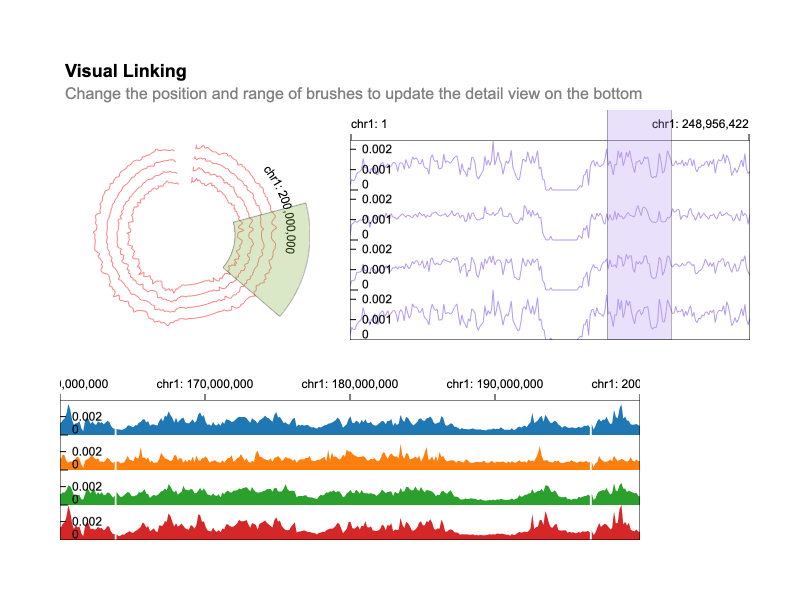 Visual Linking
Change the position and range of brushes to update the detail view on the bottom
chr1: 200,000,000
chr1: 1
chr1: 248,956,422
0.002
0.001
0
0.002
0.001
0
0.002
0.001
0
0.002
0.001
0
0,000,000
chr1: 170,000,000
chr1: 180,000,000
chr1: 190,000,000
chr1: 200
0.002
0
0.002
0
0.002
0
0.002
0